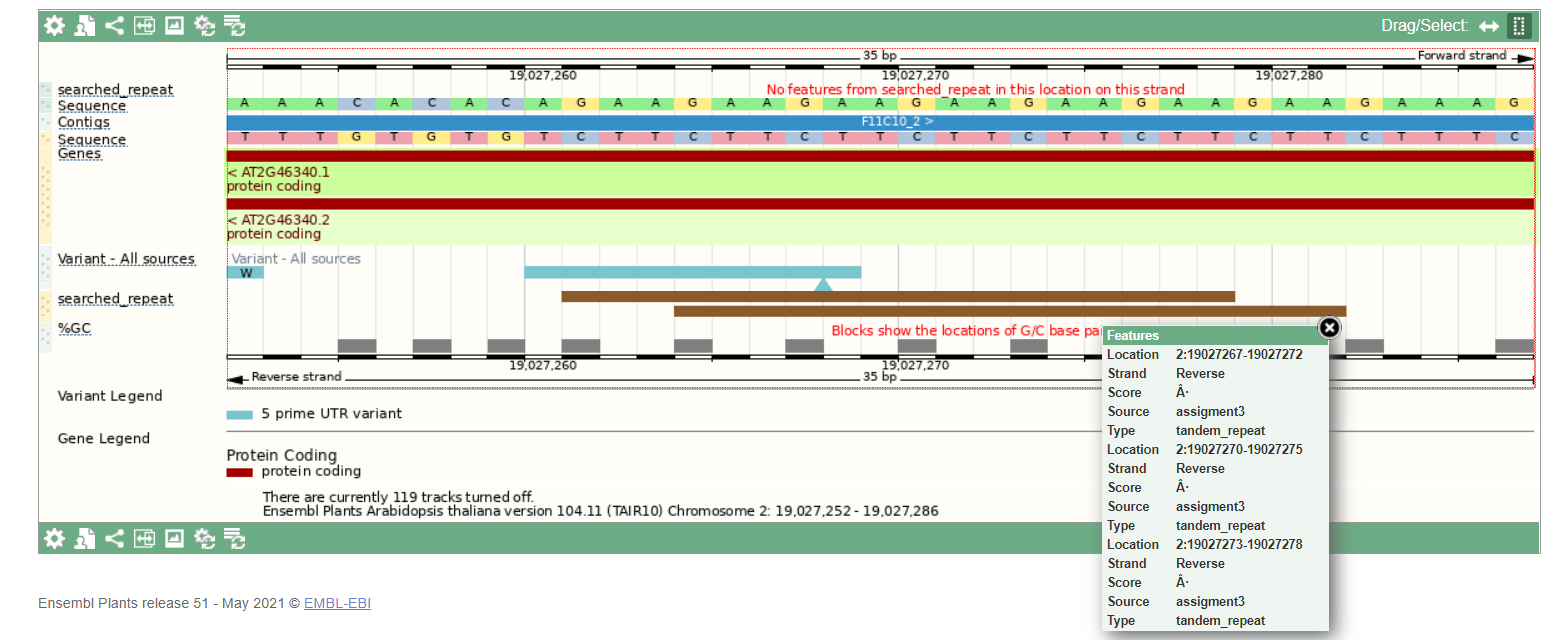 Drag/Select:
35 bp Forward strand
19,027,260 19,027,270 19,027,280
searched_repeat No features from searched_repeat in this location on this strand
Sequence A A A C A C A C A G A A G A A G A A G A A G A A G A A G A A G A A A G
Contigs F11C10_2 >
Sequence T T T G T G T G T C T T C T T C T T C T T C T T C T T C T T C T T T C
Genes
< AT2G46340.1
protein coding
< AT2G46340.2
protein coding
Variant - All sources Variant - All sources
W
searched_repeat
%GC Blocks show the locations of G/C base pa
19,027,260 19,027,270
Reverse strand 35 bp
Variant Legend
5 prime UTR variant
Gene Legend
Protein Coding
protein coding
There are currently 119 tracks turned off.
Ensembl Plants Arabidopsis thaliana version 104.11 (TAIR10) Chromosome 2: 19,027,252 - 19,027,286
Features
Location 2:19027267-19027272
Strand Reverse
Score Â·
Source assigment3
Type tandem_repeat
Location 2:19027270-19027275
Strand Reverse
Score Â·
Source assigment3
Type tandem_repeat
Location 2:19027273-19027278
Strand Reverse
Score Â·
Source assigment3
Type tandem_repeat
Ensembl Plants release 51 - May 2021 © EMBL-EBI